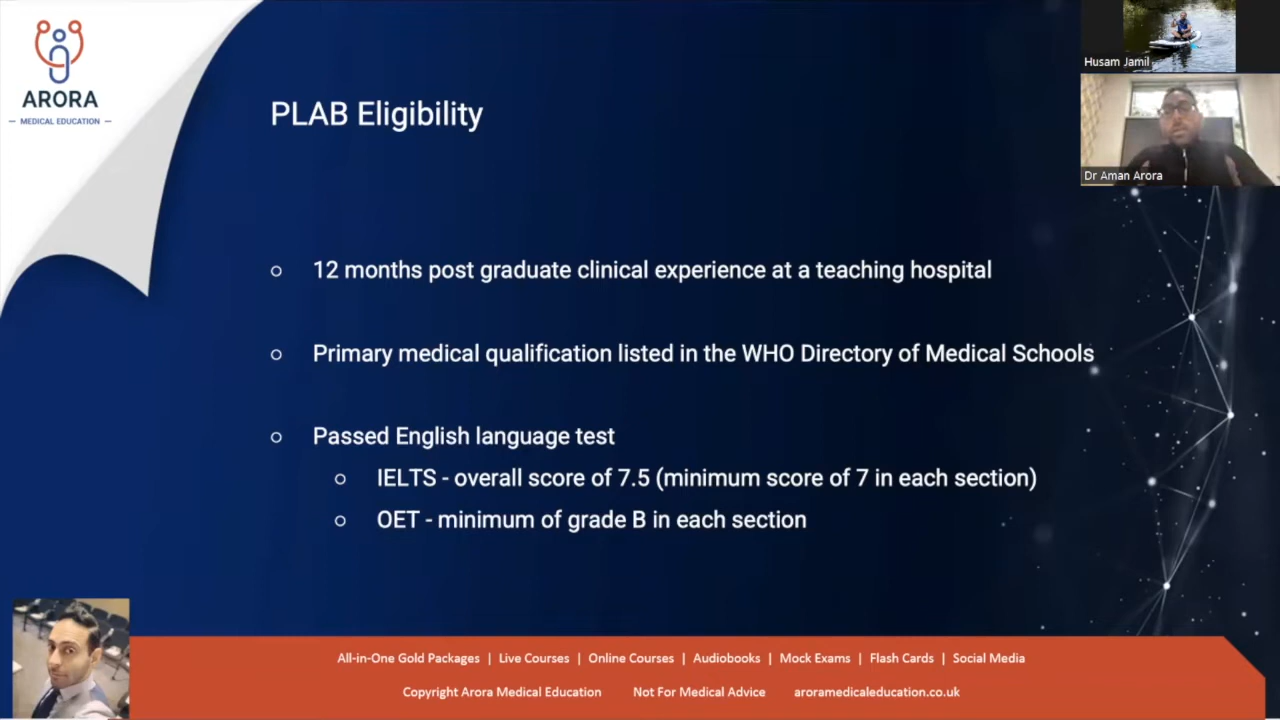 ARORA
MEDICAL EDUCATION
Husam Jamil
Dr Aman Arora
PLAB Eligibility
12 months post graduate clinical experience at a teaching hospital
Primary medical qualification listed in the WHO Directory of Medical Schools
Passed English language test
IELTS - overall score of 7.5 (minimum score of 7 in each section)
OET - minimum of grade B in each section
All-in-One Gold Packages | Live Courses | Online Courses | Audiobooks | Mock Exams | Flash Cards | Social Media
Copyright Arora Medical Education Not For Medical Advice aroramedicaleducation.co.uk